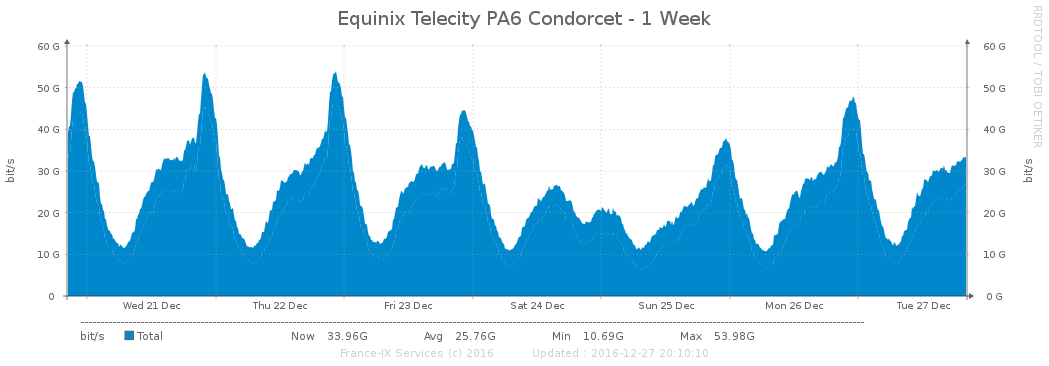 Equinix Telecity PA6 Condorcet - 1 Week
RRDTOOL / TOBI OETIKER
60 G 60 G
50 G 50 G
40 G 40 G
30 G 30 G
20 G 20 G
10 G 10 G
0 0 G
bit/s
bit/s
Wed 21 Dec Thu 22 Dec Fri 23 Dec Sat 24 Dec Sun 25 Dec Mon 26 Dec Tue 27 Dec
bit/s Total Now 33.96G Avg 25.76G Min 10.69G Max 53.98G
France-IX Services (c) 2016 Updated : 2016-12-27 20:10:10